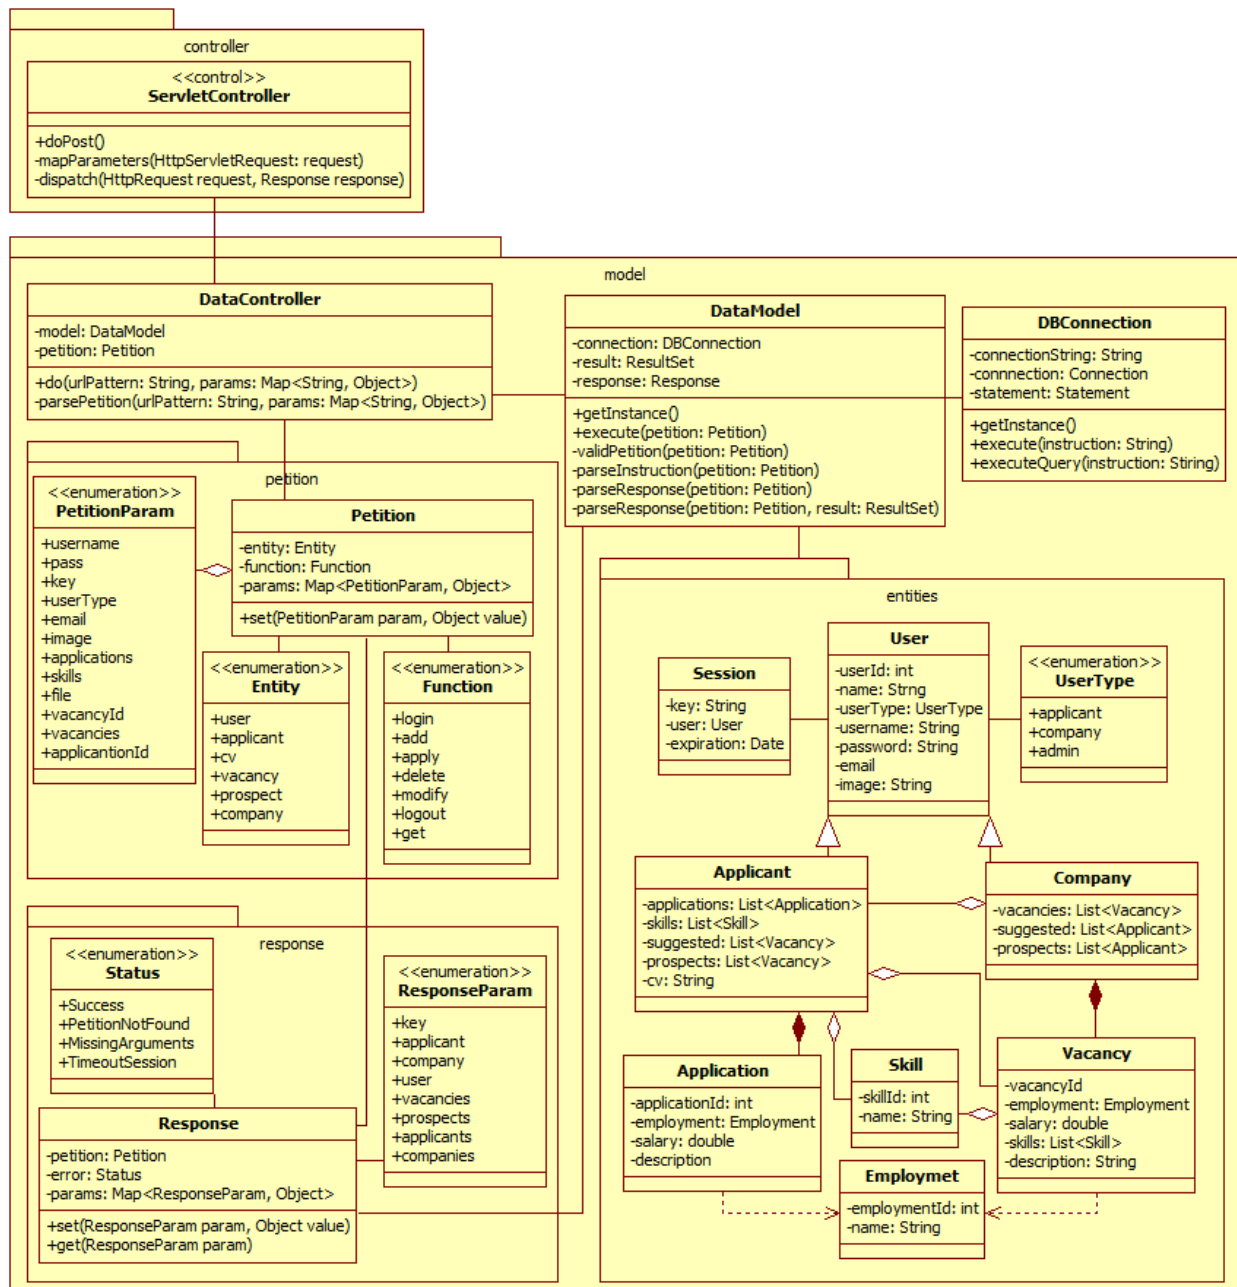 controller
<<control>>
ServletController
+doPost()
-mapParameters(HttpServletRequest: request)
-dispatch(HttpRequest request, Response response)
model
DataController
-model: DataModel
-petition: Petition
+do(urlPattern: String, params: Map<String, Object>)
-parsePetition(urlPattern: String, params: Map<String, Object>)
DataModel
-connection: DBConnection
-result: ResultSet
-response: Response
+getInstance()
+execute(petition: Petition)
-validPetition(petition: Petition)
-parseInstruction(petition: Petition)
-parseResponse(petition: Petition)
-parseResponse(petition: Petition, result: ResultSet)
DBConnection
-connectionString: String
-connnection: Connection
-statement: Statement
+getInstance()
+execute(instruction: String)
+executeQuery(instruction: Stiring)
petition
<<enumeration>>
PetitionParam
+username
+pass
+key
+userType
+email
+image
+applications
+skills
+file
+vacancyId
+vacancies
+applicantionId
Petition
-entity: Entity
-function: Function
-params: Map<PetitionParam, Object>
+set(PetitionParam param, Object value)
<<enumeration>>
Entity
+user
+applicant
+cv
+vacancy
+prospect
+company
<<enumeration>>
Function
+login
+add
+apply
+delete
+modify
+logout
+get
response
<<enumeration>>
Status
+Success
+PetitionNotFound
+MissingArguments
+TimeoutSession
<<enumeration>>
ResponseParam
+key
+applicant
+company
+user
+vacancies
+prospects
+applicants
+companies
Response
-petition: Petition
-error: Status
-params: Map<ResponseParam, Object>
+set(ResponseParam param, Object value)
+get(ResponseParam param)
entities
Session
-key: String
-user: User
-expiration: Date
User
-userId: int
-name: Strng
-userType: UserType
-username: String
-password: String
-email
-image: String
<<enumeration>>
UserType
+applicant
+company
+admin
Applicant
-applications: List<Application>
-skills: List<Skill>
-suggested: List<Vacancy>
-prospects: List<Vacancy>
-cv: String
Company
-vacancies: List<Vacancy>
-suggested: List<Applicant>
-prospects: List<Applicant>
Application
-applicationId: int
-employment: Employment
-salary: double
-description
Skill
-skillId: int
-name: String
Vacancy
-vacancyId
-employment: Employment
-salary: double
-skills: List<Skill>
-description: String
Employmet
-employmentId: int
-name: String